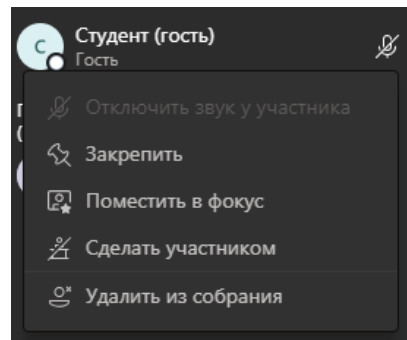 С
Студент (гость)
Гость
Отключить звук у участника
Закрепить
Поместить в фокус
Сделать участником
Удалить из собрания